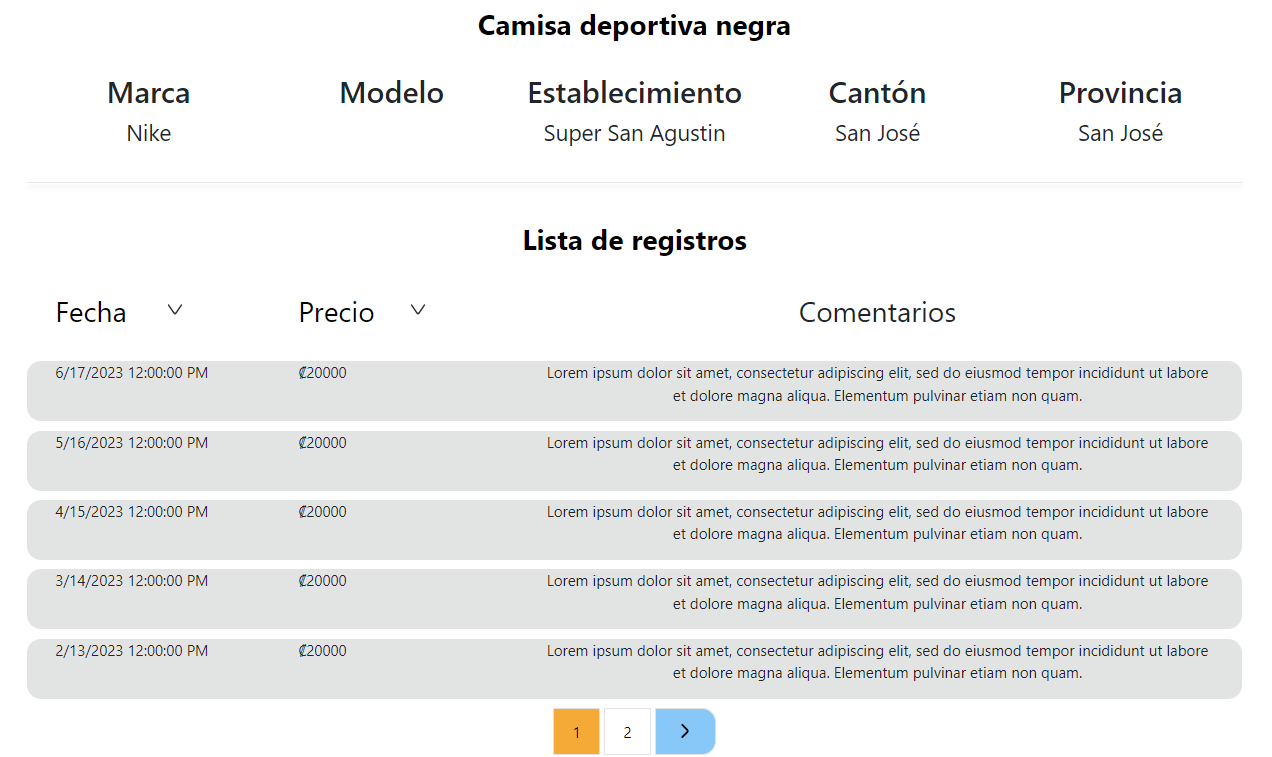 Camisa deportiva negra
Marca Modelo Establecimiento Cantón Provincia
Nike Super San Agustin San José San José
Lista de registros
Fecha Precio Comentarios
6/17/2023 12:00:00 PM ₡20000 Lorem ipsum dolor sit amet, consectetur adipiscing elit, sed do eiusmod tempor incididunt ut labore
et dolore magna aliqua. Elementum pulvinar etiam non quam.
5/16/2023 12:00:00 PM ₡20000 Lorem ipsum dolor sit amet, consectetur adipiscing elit, sed do eiusmod tempor incididunt ut labore
et dolore magna aliqua. Elementum pulvinar etiam non quam.
4/15/2023 12:00:00 PM ₡20000 Lorem ipsum dolor sit amet, consectetur adipiscing elit, sed do eiusmod tempor incididunt ut labore
et dolore magna aliqua. Elementum pulvinar etiam non quam.
3/14/2023 12:00:00 PM ₡20000 Lorem ipsum dolor sit amet, consectetur adipiscing elit, sed do eiusmod tempor incididunt ut labore
et dolore magna aliqua. Elementum pulvinar etiam non quam.
2/13/2023 12:00:00 PM ₡20000 Lorem ipsum dolor sit amet, consectetur adipiscing elit, sed do eiusmod tempor incididunt ut labore
et dolore magna aliqua. Elementum pulvinar etiam non quam.
1 2